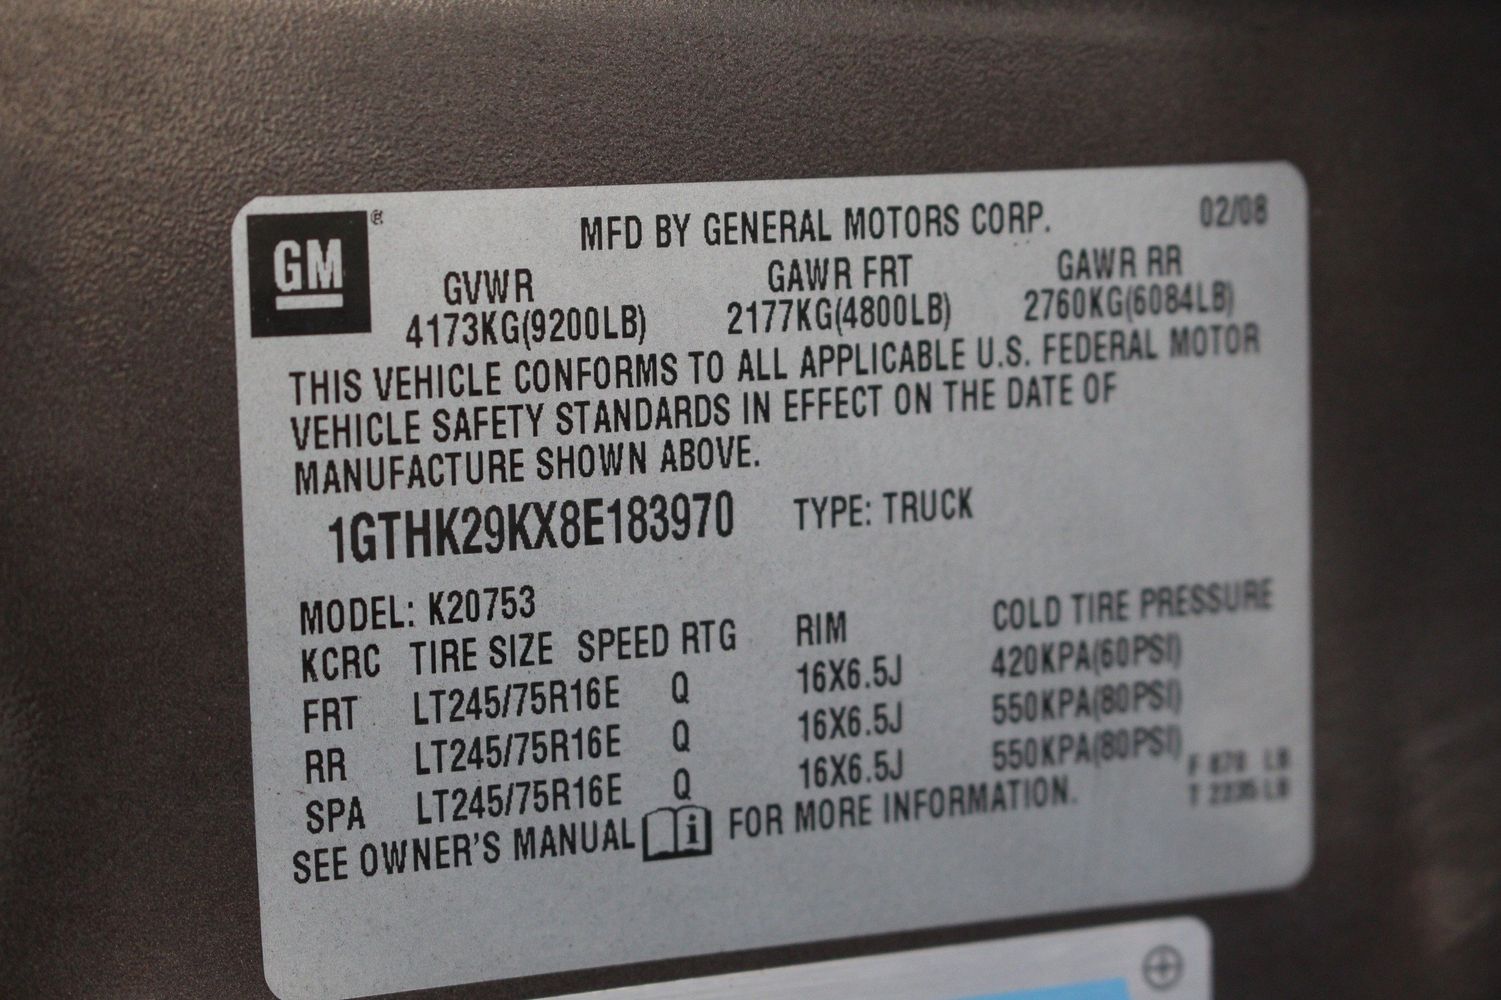 GM® MFD BY GENERAL MOTORS CORP. 02/08
GVWR GAWR FRT GAWR RR
4173KG(9200LB) 2177KG(4800LB) 2760KG(6084LB)
THIS VEHICLE CONFORMS TO ALL APPLICABLE U.S. FEDERAL MOTOR
VEHICLE SAFETY STANDARDS IN EFFECT ON THE DATE OF
MANUFACTURE SHOWN ABOVE.
1GTHK29KX8E183970 TYPE: TRUCK
MODEL: K20753
KCRC TIRE SIZE SPEED RTG RIM COLD TIRE PRESSURE
FRT LT245/75R16E Q 16X6.5J 420KPA(60PSI)
RR LT245/75R16E Q 16X6.5J 550KPA(80PSI)
SPA LT245/75R16E Q 16X6.5J 550KPA(80PSI)
F LB
T LB
SEE OWNER'S MANUAL i FOR MORE INFORMATION.